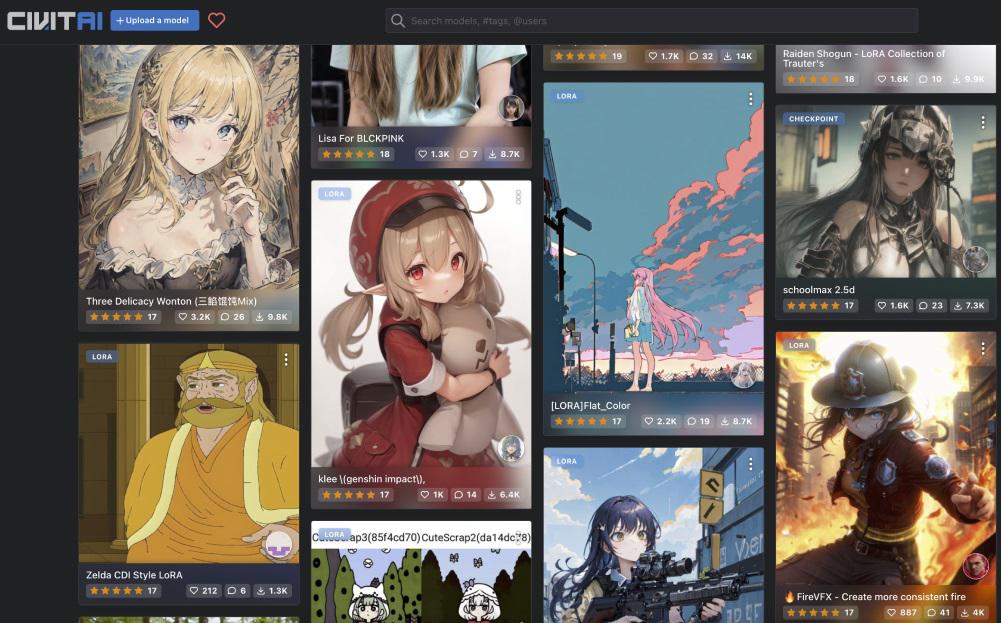 CIVITAI
+ Upload a model
Search models, #tags, @users
Three Delicacy Wonton (三餡馄饨Mix)
17 3.2K 26 9.8K
LORA
Zelda CDI Style LoRA
17 212 6 1.3K
Lisa For BLCKPINK
18 1.3K 7 8.7K
LORA
klee \(genshin impact\),
17 1K 14 6.4K
LORA
CuteScrap3(85f4cd70) CuteScrap2(da14dc78)
19 1.7K 32 14K
LORA
[LORA]Flat_Color
17 2.2K 19 8.7K
LORA
Raiden Shogun - LoRA Collection of
Trauter's
18 1.6K 10 9.9K
CHECKPOINT
schoolmax 2.5d
17 1.6K 23 7.3K
LORA
🔥FireVFX - Create more consistent fire
17 887 41 4K